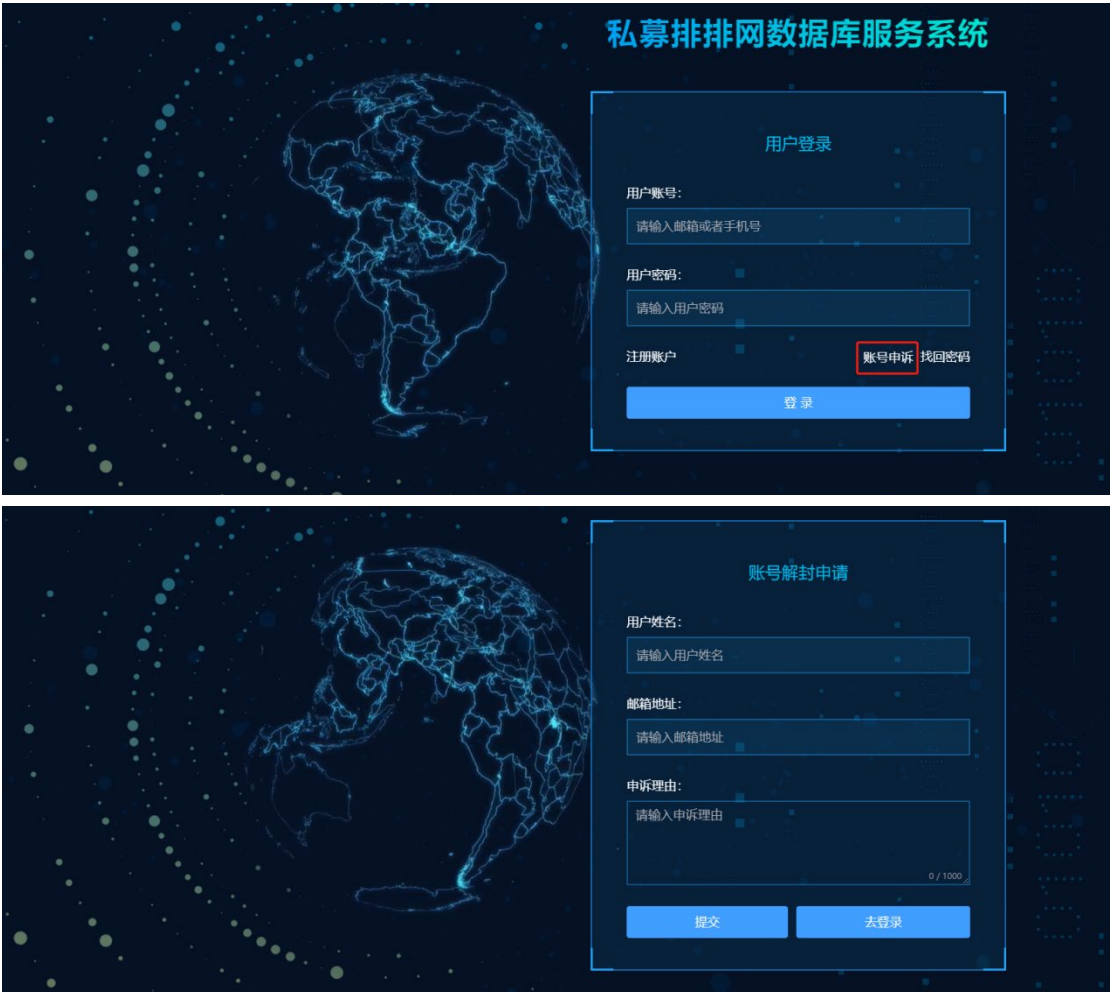 私募排排网数据库服务系统
用户登录
用户账号:
请输入邮箱或者手机号
用户密码:
请输入用户密码
注册账户 账号申诉 找回密码
登 录
账号解封申请
用户姓名:
请输入用户姓名
邮箱地址:
请输入邮箱地址
申诉理由:
请输入申诉理由
0 / 1000
提交 去登录